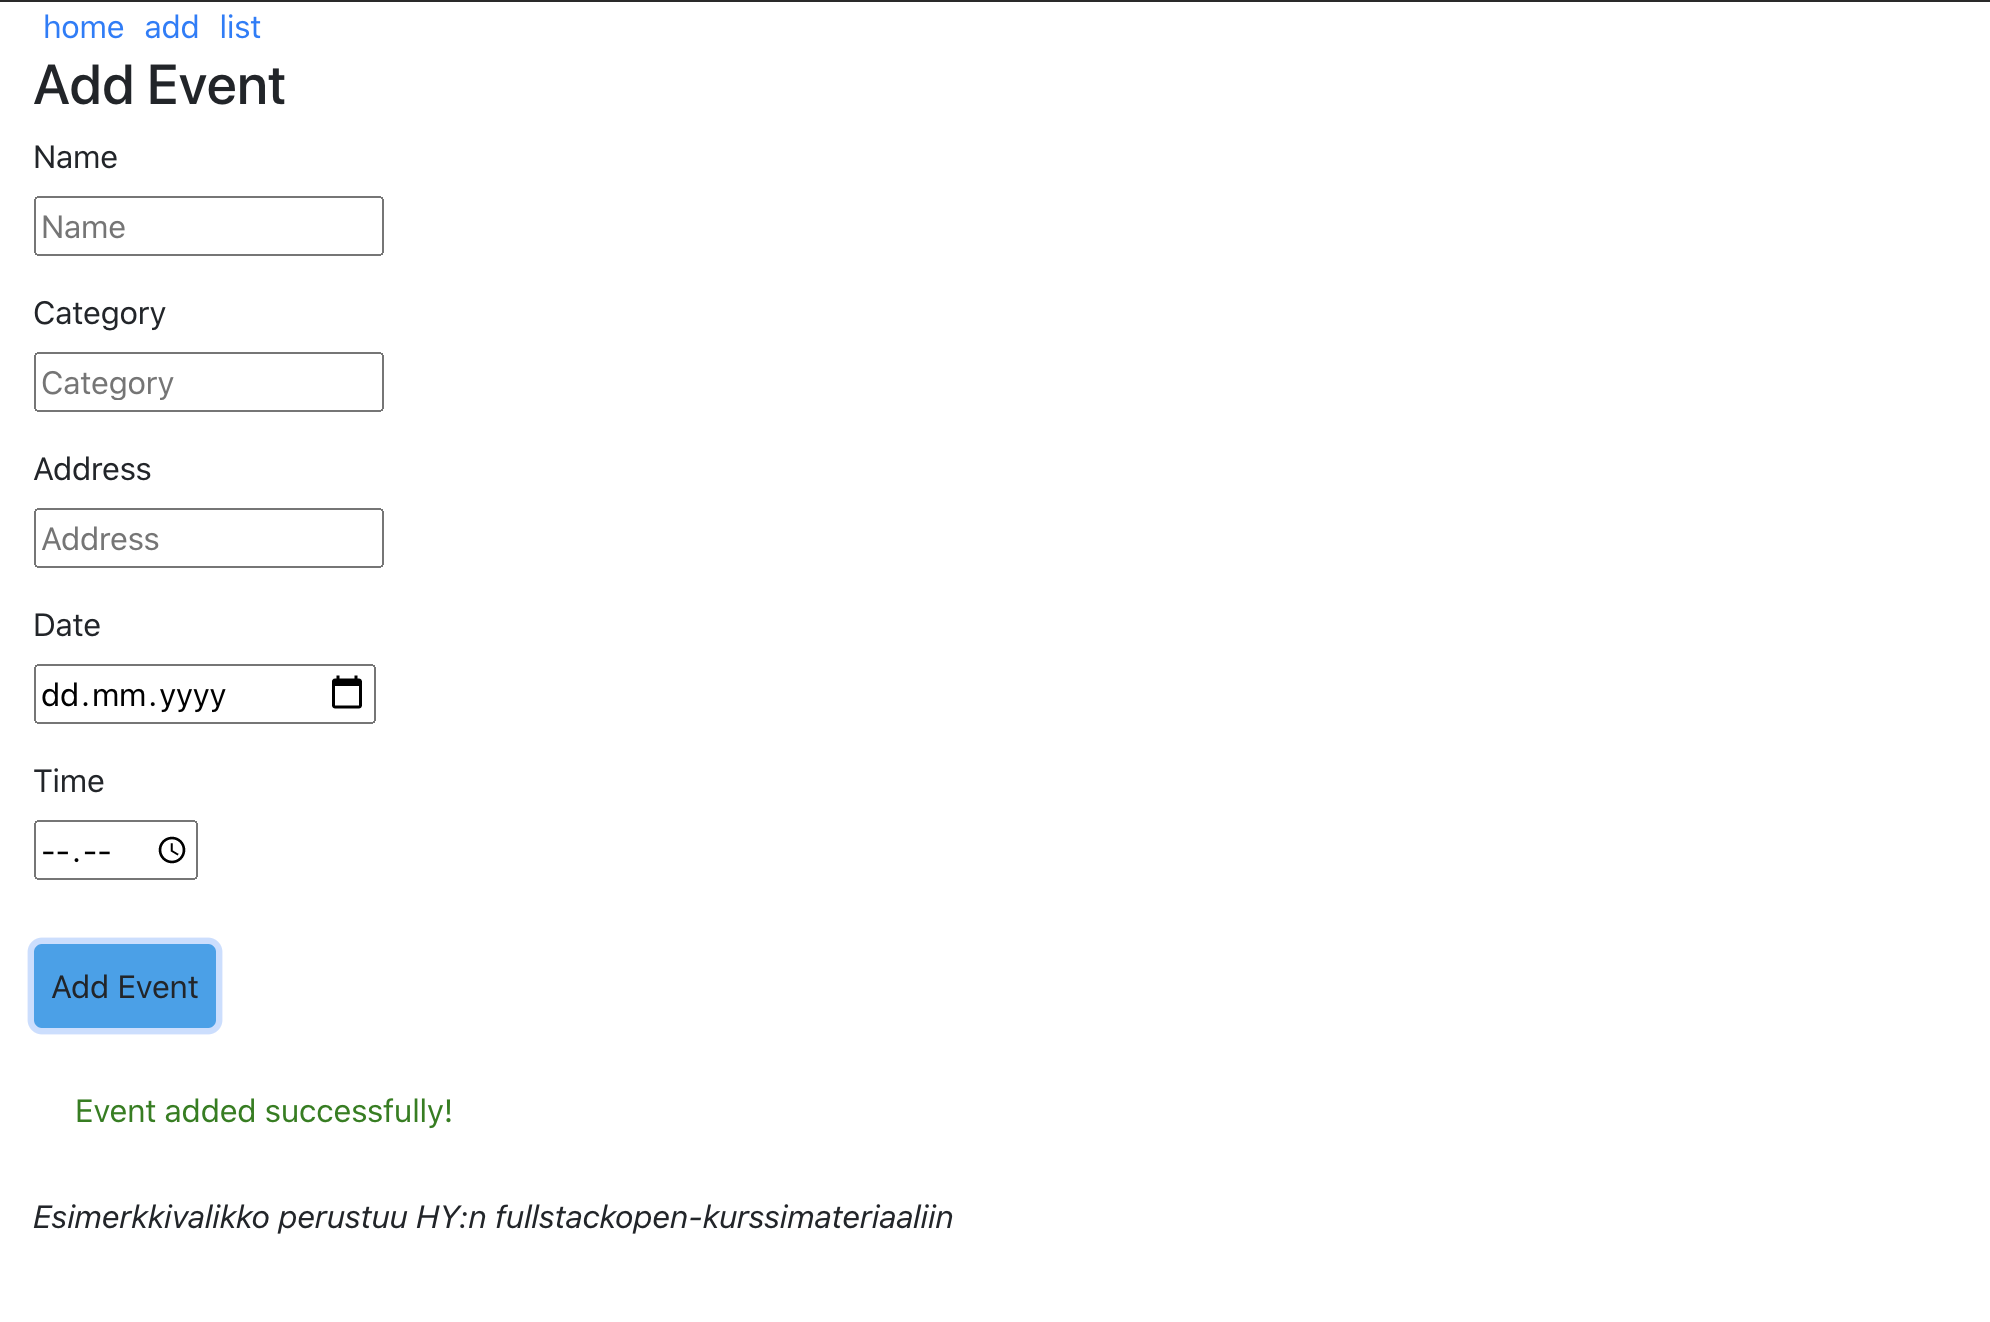 home add list
Add Event
Name
Name
Category
Category
Address
Address
Date
dd.mm.yyyy
Time
--.--
Add Event
Event added successfully!
Esimerkkivalikko perustuu HY:n fullstackopen-kurssimateriaaliin